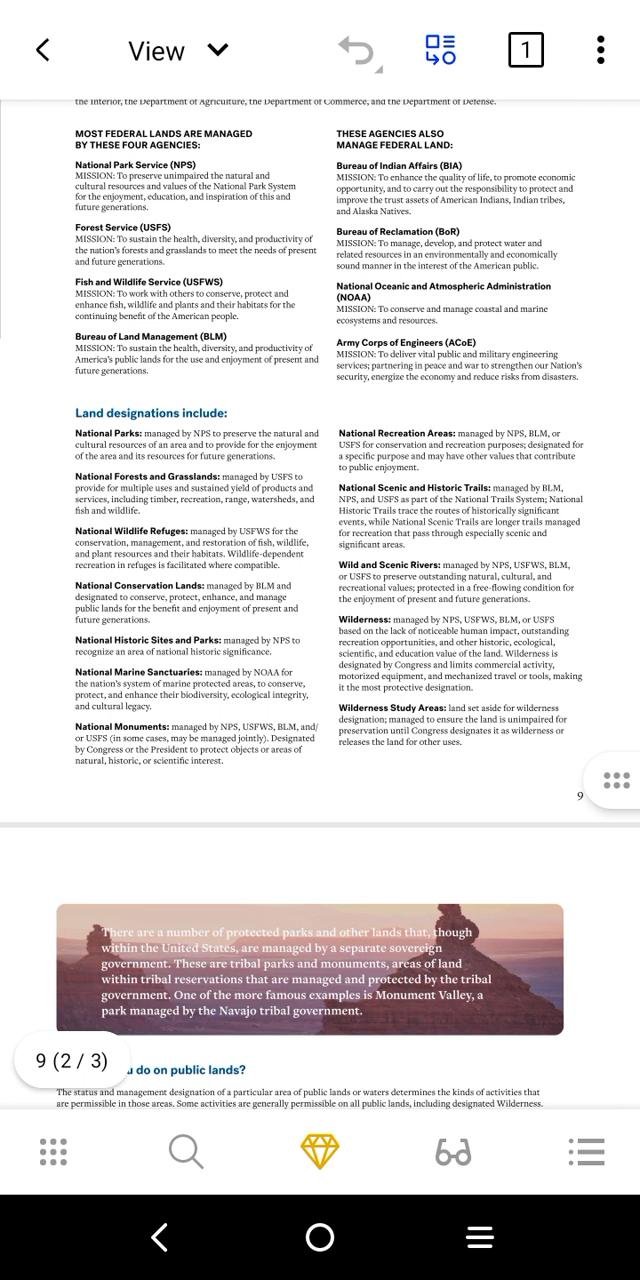 View
1
the Interior, the Department of Agriculture, the Department of Commerce, and the Department of Defense.
MOST FEDERAL LANDS ARE MANAGED
BY THESE FOUR AGENCIES:
National Park Service (NPS)
MISSION: To preserve unimpaired the natural and
cultural resources and values of the National Park System
for the enjoyment, education, and inspiration of this and
future generations.
Forest Service (USFS)
MISSION: To sustain the health, diversity, and productivity of
the nation's forests and grasslands to meet the needs of present
and future generations.
Fish and Wildlife Service (USFWS)
MISSION: To work with others to conserve, protect and
enhance fish, wildlife and plants and their habitats for the
continuing benefit of the American people.
Bureau of Land Management (BLM)
MISSION: To sustain the health, diversity, and productivity of
America's public lands for the use and enjoyment of present and
future generations.
THESE AGENCIES ALSO
MANAGE FEDERAL LAND:
Bureau of Indian Affairs (BIA)
MISSION: To enhance the quality of life, to promote economic
opportunity, and to carry out the responsibility to protect and
improve the trust assets of American Indians, Indian tribes,
and Alaska Natives.
Bureau of Reclamation (BoR)
MISSION: To manage, develop, and protect water and
related resources in an environmentally and economically
sound manner in the interest of the American public.
National Oceanic and Atmospheric Administration
(NOAA)
MISSION: To conserve and manage coastal and marine
ecosystems and resources.
Army Corps of Engineers (ACoE)
MISSION: To deliver vital public and military engineering
services; partnering in peace and war to strengthen our Nation's
security, energize the economy and reduce risks from disasters.
Land designations include:
National Parks: managed by NPS to preserve the natural and
cultural resources of an area and to provide for the enjoyment
of the area and its resources for future generations.
National Forests and Grasslands: managed by USFS to
provide for multiple uses and sustained yield of products and
services, including timber, recreation, range, watersheds, and
fish and wildlife.
National Wildlife Refuges: managed by USFWS for the
conservation, management, and restoration of fish, wildlife,
and plant resources and their habitats. Wildlife-dependent
recreation in refuges is facilitated where compatible.
National Conservation Lands: managed by BLM and
designated to conserve, protect, enhance, and manage
public lands for the benefit and enjoyment of present and
future generations.
National Historic Sites and Parks: managed by NPS to
recognize an area of national historic significance.
National Marine Sanctuaries: managed by NOAA for
the nation's system of marine protected areas, to conserve,
protect, and enhance their biodiversity, ecological integrity,
and cultural legacy.
National Monuments: managed by NPS, USFWS, BLM, and/
or USFS (in some cases, may be managed jointly). Designated
by Congress or the President to protect objects or areas of
natural, historic, or scientific interest.
National Recreation Areas: managed by NPS, BLM, or
USFS for conservation and recreation purposes; designated for
a specific purpose and may have other values that contribute
to public enjoyment.
National Scenic and Historic Trails: managed by BLM,
NPS, and USFS as part of the National Trails System; National
Historic Trails trace the routes of historically significant
events, while National Scenic Trails are longer trails managed
for recreation that pass through especially scenic and
significant areas.
Wild and Scenic Rivers: managed by NPS, USFWS, BLM,
or USFS to preserve outstanding natural, cultural, and
recreational values; protected in a free-flowing condition for
the enjoyment of present and future generations.
Wilderness: managed by NPS, USFWS, BLM, or USFS
based on the lack of noticeable human impact, outstanding
recreation opportunities, and other historic, ecological,
scientific, and education value of the land. Wilderness is
designated by Congress and limits commercial activity,
motorized equipment, and mechanized travel or tools, making
it the most protective designation.
Wilderness Study Areas: land set aside for wilderness
designation; managed to ensure the land is unimpaired for
preservation until Congress designates it as wilderness or
releases the land for other uses.
9
There are a number of protected parks and other lands that, though
within the United States, are managed by a separate sovereign
government. These are tribal parks and monuments, areas of land
within tribal reservations that are managed and protected by the tribal
government. One of the more famous examples is Monument Valley, a
park managed by the Navajo tribal government.
9 (2 / 3)
do on public lands?
The status and management designation of a particular area of public lands or waters determines the kinds of activities that
are permissible in those areas. Some activities are generally permissible on all public lands, including designated Wilderness.